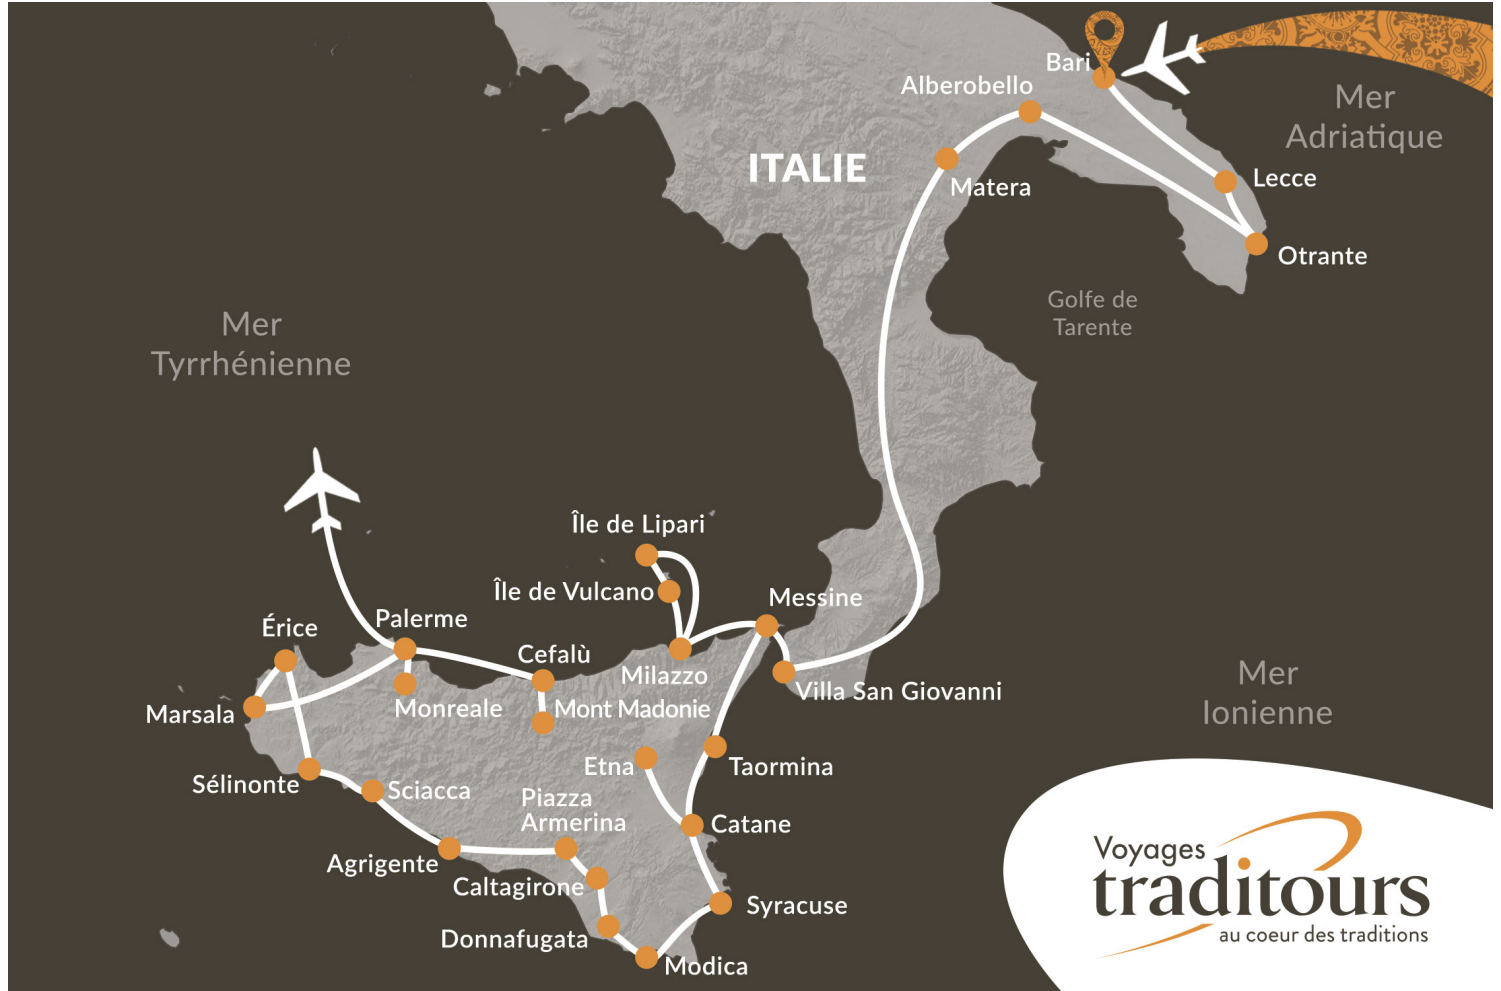 Bari
Alberobello
Mer
Adriatique
ITALIE
Matera
Lecce
Otrante
Golfe de
Tarente
Mer
Tyrrhénienne
Île de Lipari
Île de Vulcano
Messine
Palerme
Érice
Cefalù
Milazzo
Villa San Giovanni
Mer
Ionienne
Marsala
Monreale
Mont Madonie
Etna
Taormina
Sélinonte
Sciacca
Piazza
Armerina
Catane
Agrigente
Caltagirone
Syracuse
Donnafugata
Modica
Voyages
traditours
au coeur des traditions